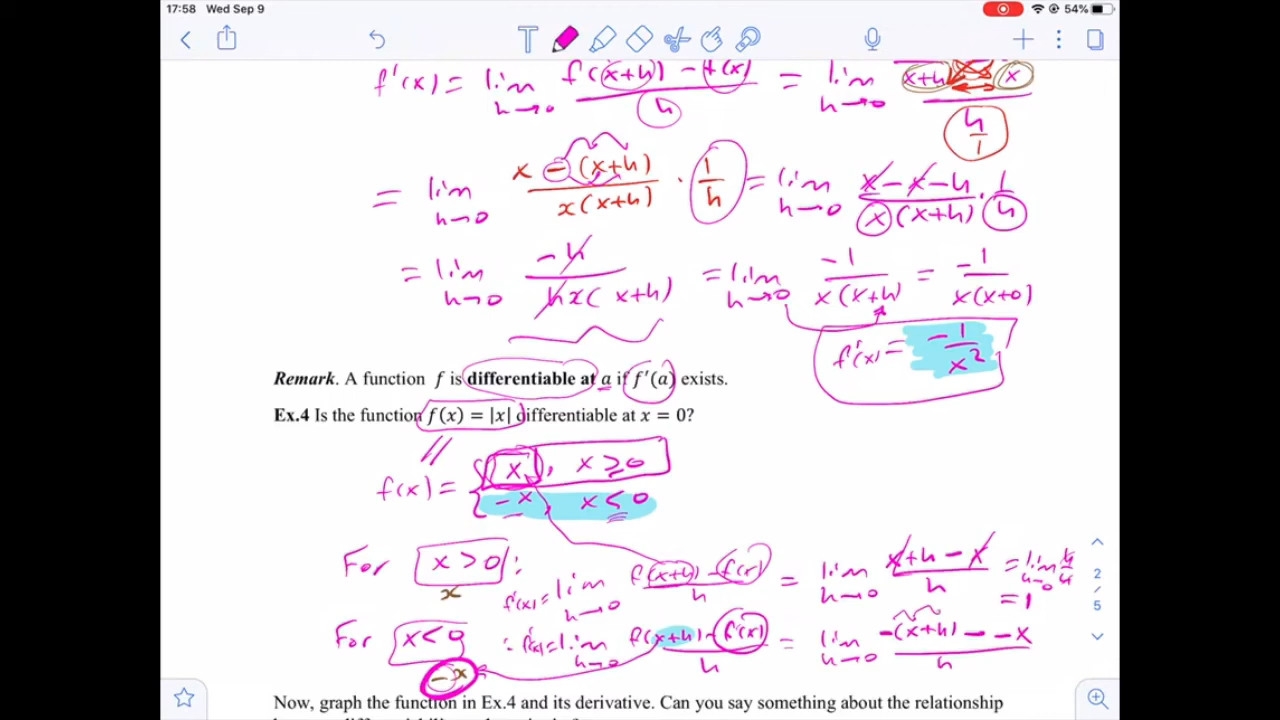 17:58 Wed Sep 9 54%
T
f'(x) = lim h→0 f(x+h) - f(x) / h = lim h→0 x+h x / h/1
= lim h→0 x - (x+h) / x(x+h) · 1/h = lim h→0 x - x - h / x(x+h) · 1/h
= lim h→0 -h / hx(x+h) = lim h→0 -1 / x(x+h) = -1 / x(x+0)
f'(x) = -1/x²
Remark. A function f is differentiable at a if f'(a) exists.
Ex.4 Is the function f(x) = |x| differentiable at x = 0?
f(x) = { x, x ≥ 0
-x x < 0
For x > 0: f'(x) = lim h→0 f(x+h) - f(x) / h = lim h→0 x+h - x / h = lim h→0 h/h = 1
x
2
/
5
For x < 0: f'(x) = lim h→0 f(x+h) - f(x) / h = lim h→0 -(x+h) - -x / h
-x
Now, graph the function in Ex.4 and its derivative. Can you say something about the relationship